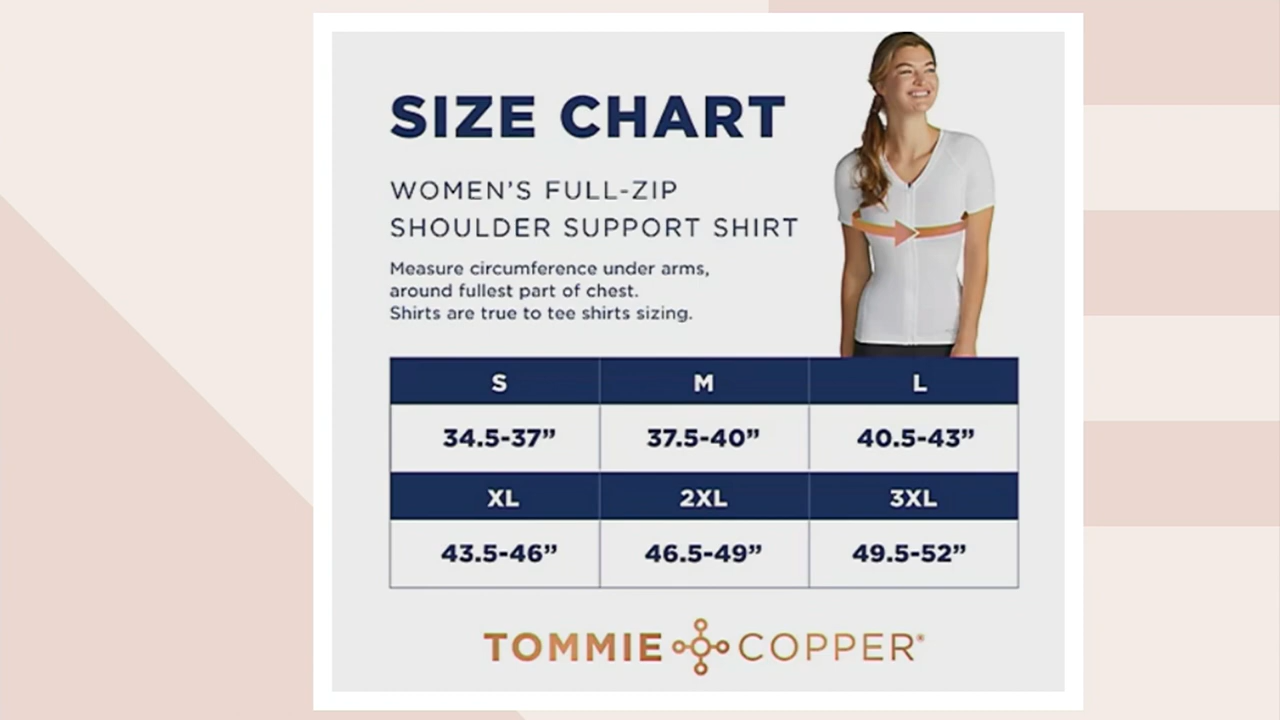 SIZE CHART
WOMEN’S FULL-ZIP
SHOULDER SUPPORT SHIRT
Measure circumference under arms,
around fullest part of chest.
Shirts are true to tee shirts sizing.
S M L
34.5-37” 37.5-40” 40.5-43”
XL 2XL 3XL
43.5-46” 46.5-49” 49.5-52”
TOMMIE COPPER®